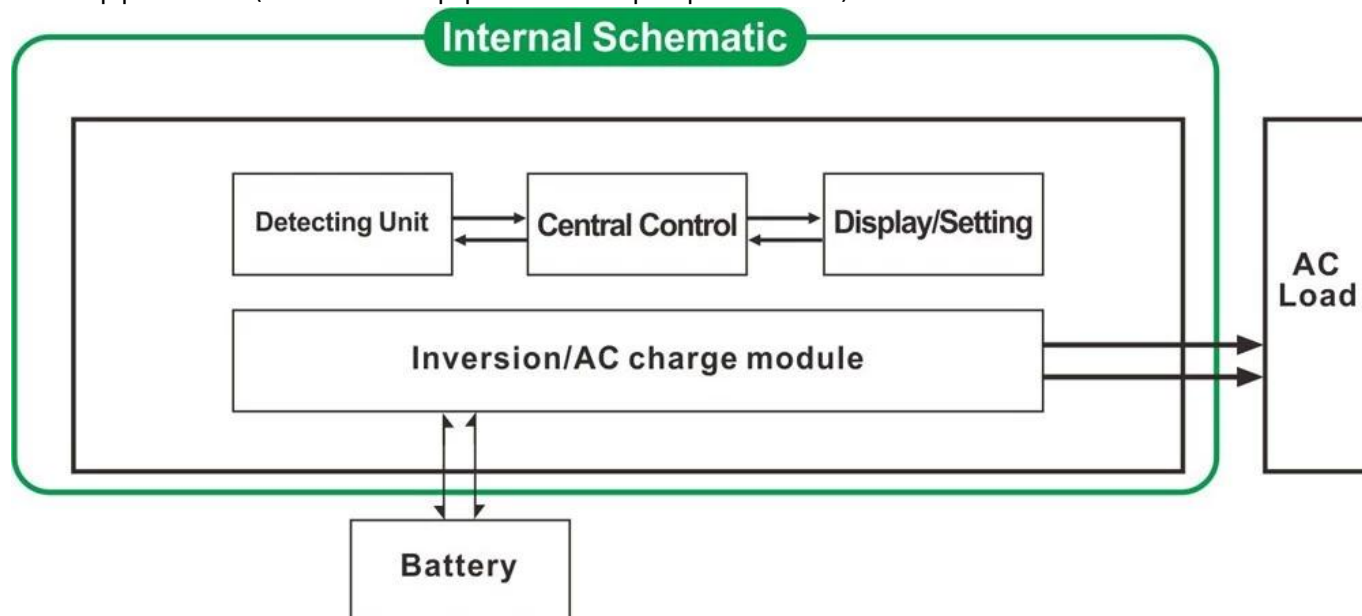 Internal Schematic
Detecting Unit
Central Control
Display/Setting
AC
Load
Inversion/AC charge module
Battery